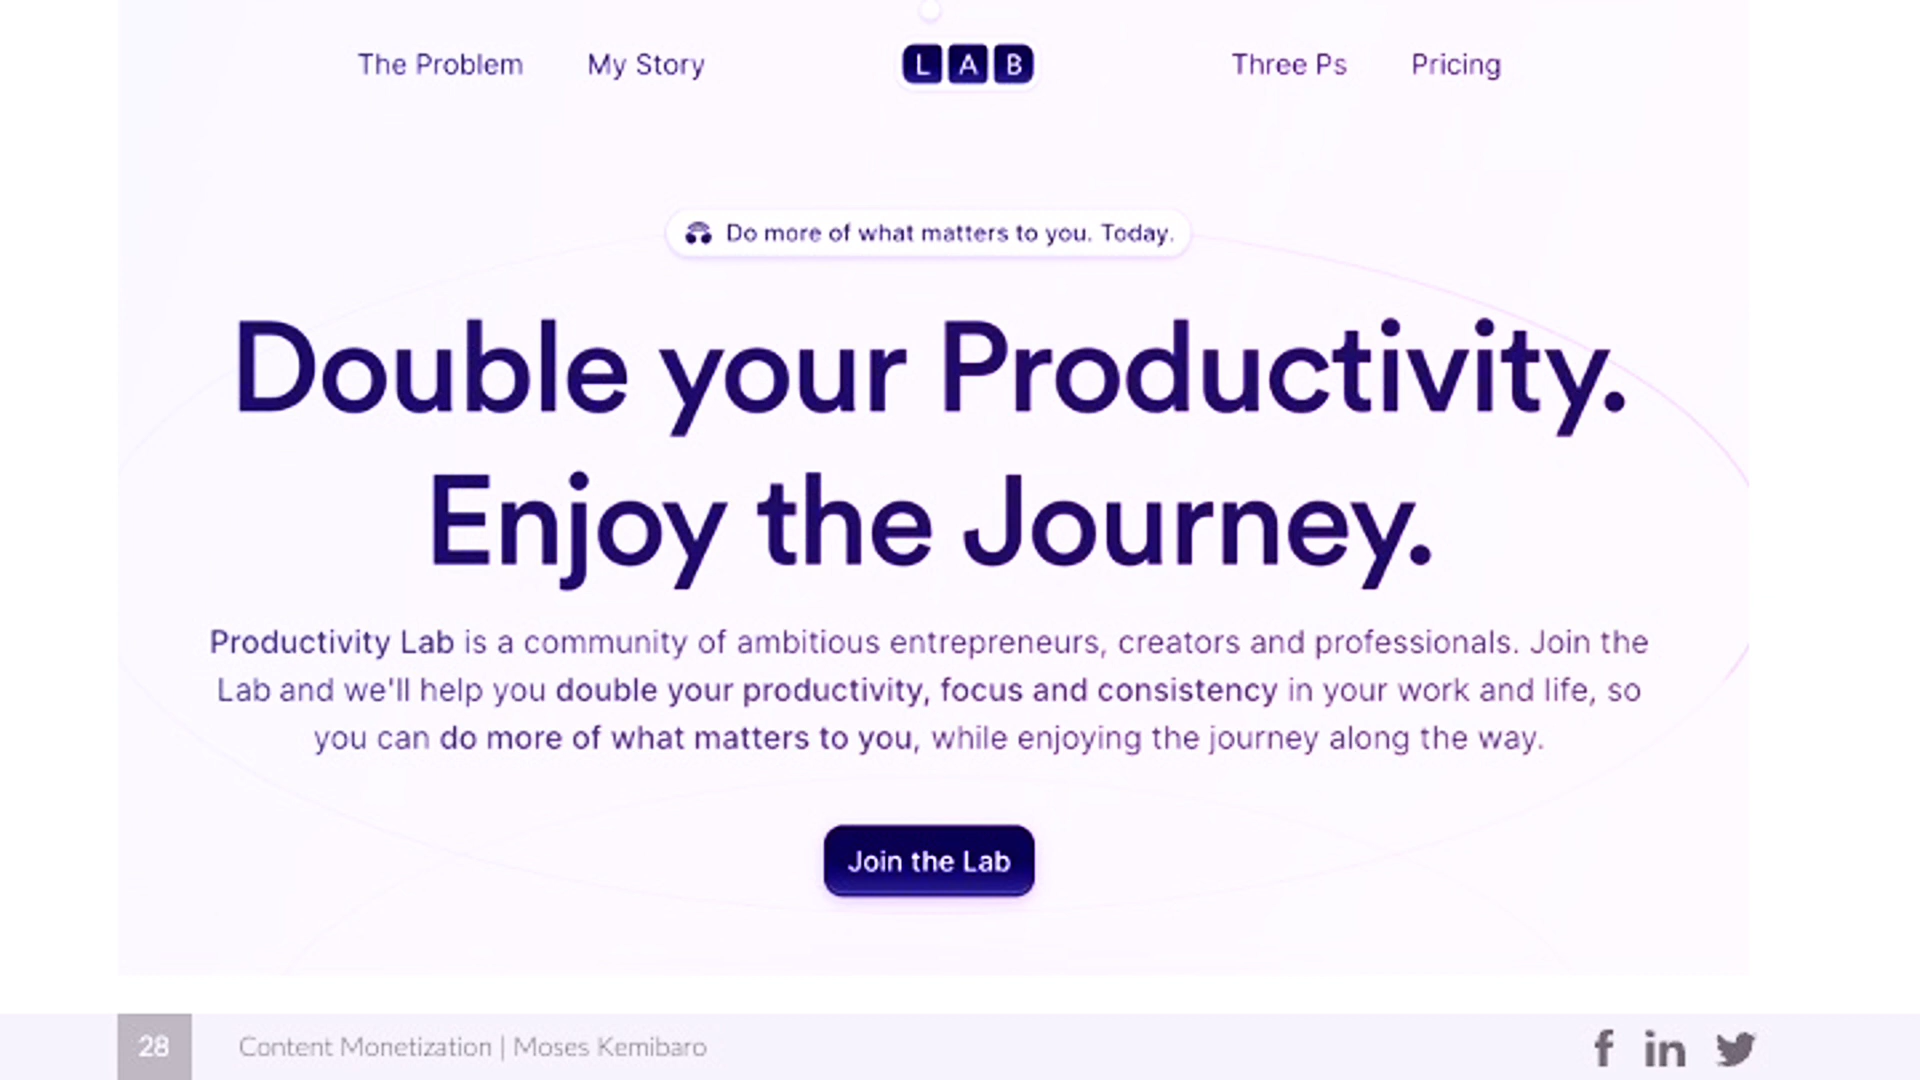 The Problem My Story LAB Three Ps Pricing
Do more of what matters to you. Today.
Double your Productivity.
Enjoy the Journey.
Productivity Lab is a community of ambitious entrepreneurs, creators and professionals. Join the
Lab and we'll help you double your productivity, focus and consistency in your work and life, so
you can do more of what matters to you, while enjoying the journey along the way.
Join the Lab
28 Content Monetization | Moses Kemibaro